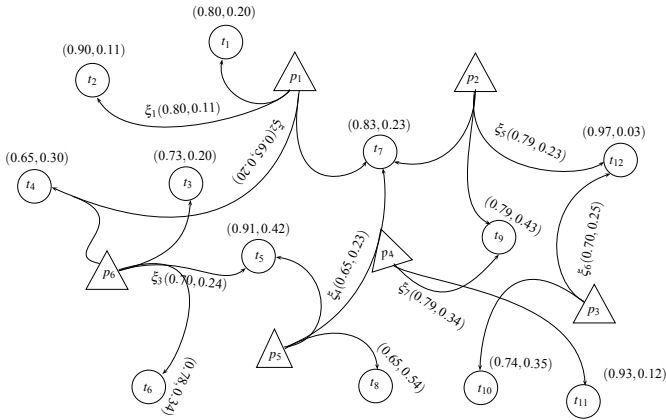 (0.80, 0.20)
t1
(0.90, 0.11)
t2
p1
p2
ξ1(0.80, 0.11)
ξ2(0.65, 0.20)
(0.83, 0.23)
t7
ξ5(0.79, 0.23)
(0.97, 0.03)
t12
(0.65, 0.30)
t4
(0.73, 0.20)
t3
(0.91, 0.42)
t5
(0.79, 0.43)
t9
p4
p6
ξ3(0.70, 0.24)
ξ4(0.65, 0.23)
ξ7(0.79, 0.34)
ξ6(0.70, 0.25)
p3
p5
t6
(0.78, 0.34)
(0.65, 0.54)
t8
(0.74, 0.35)
t10
(0.93, 0.12)
t11